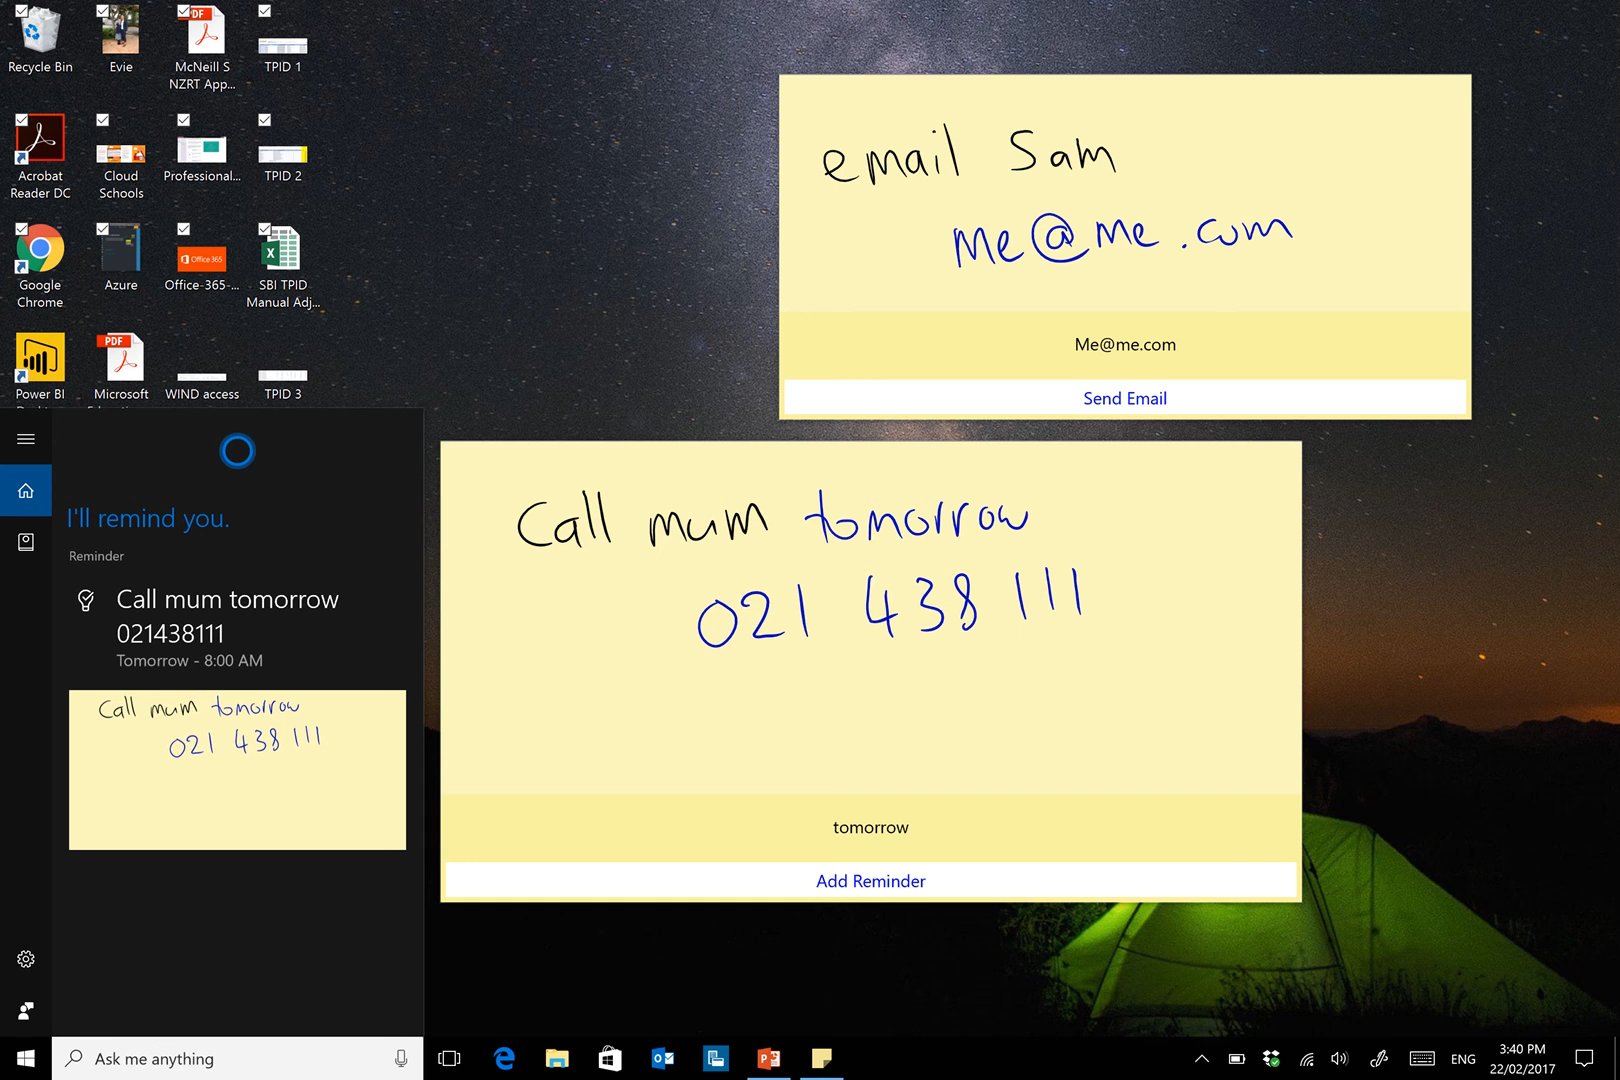 Recycle Bin
Evie
McNeill S
NZRT App...
TPID 1
Acrobat
Reader DC
Cloud
Schools
Professional...
TPID 2
Google
Chrome
Azure
Office 365
Office-365-...
SBI TPID
Manual Adj...
Power BI
PDF
Microsoft
WIND access
TPID 3
email Sam
Me@me.com
Me@me.com
Send Email
I'll remind you.
Reminder
Call mum tomorrow
021438111
Tomorrow - 8:00 AM
Call mum tomorrow
021 438 111
Call mum tomorrow
021 438 111
tomorrow
Add Reminder
Ask me anything
ENG
3:40 PM
22/02/2017